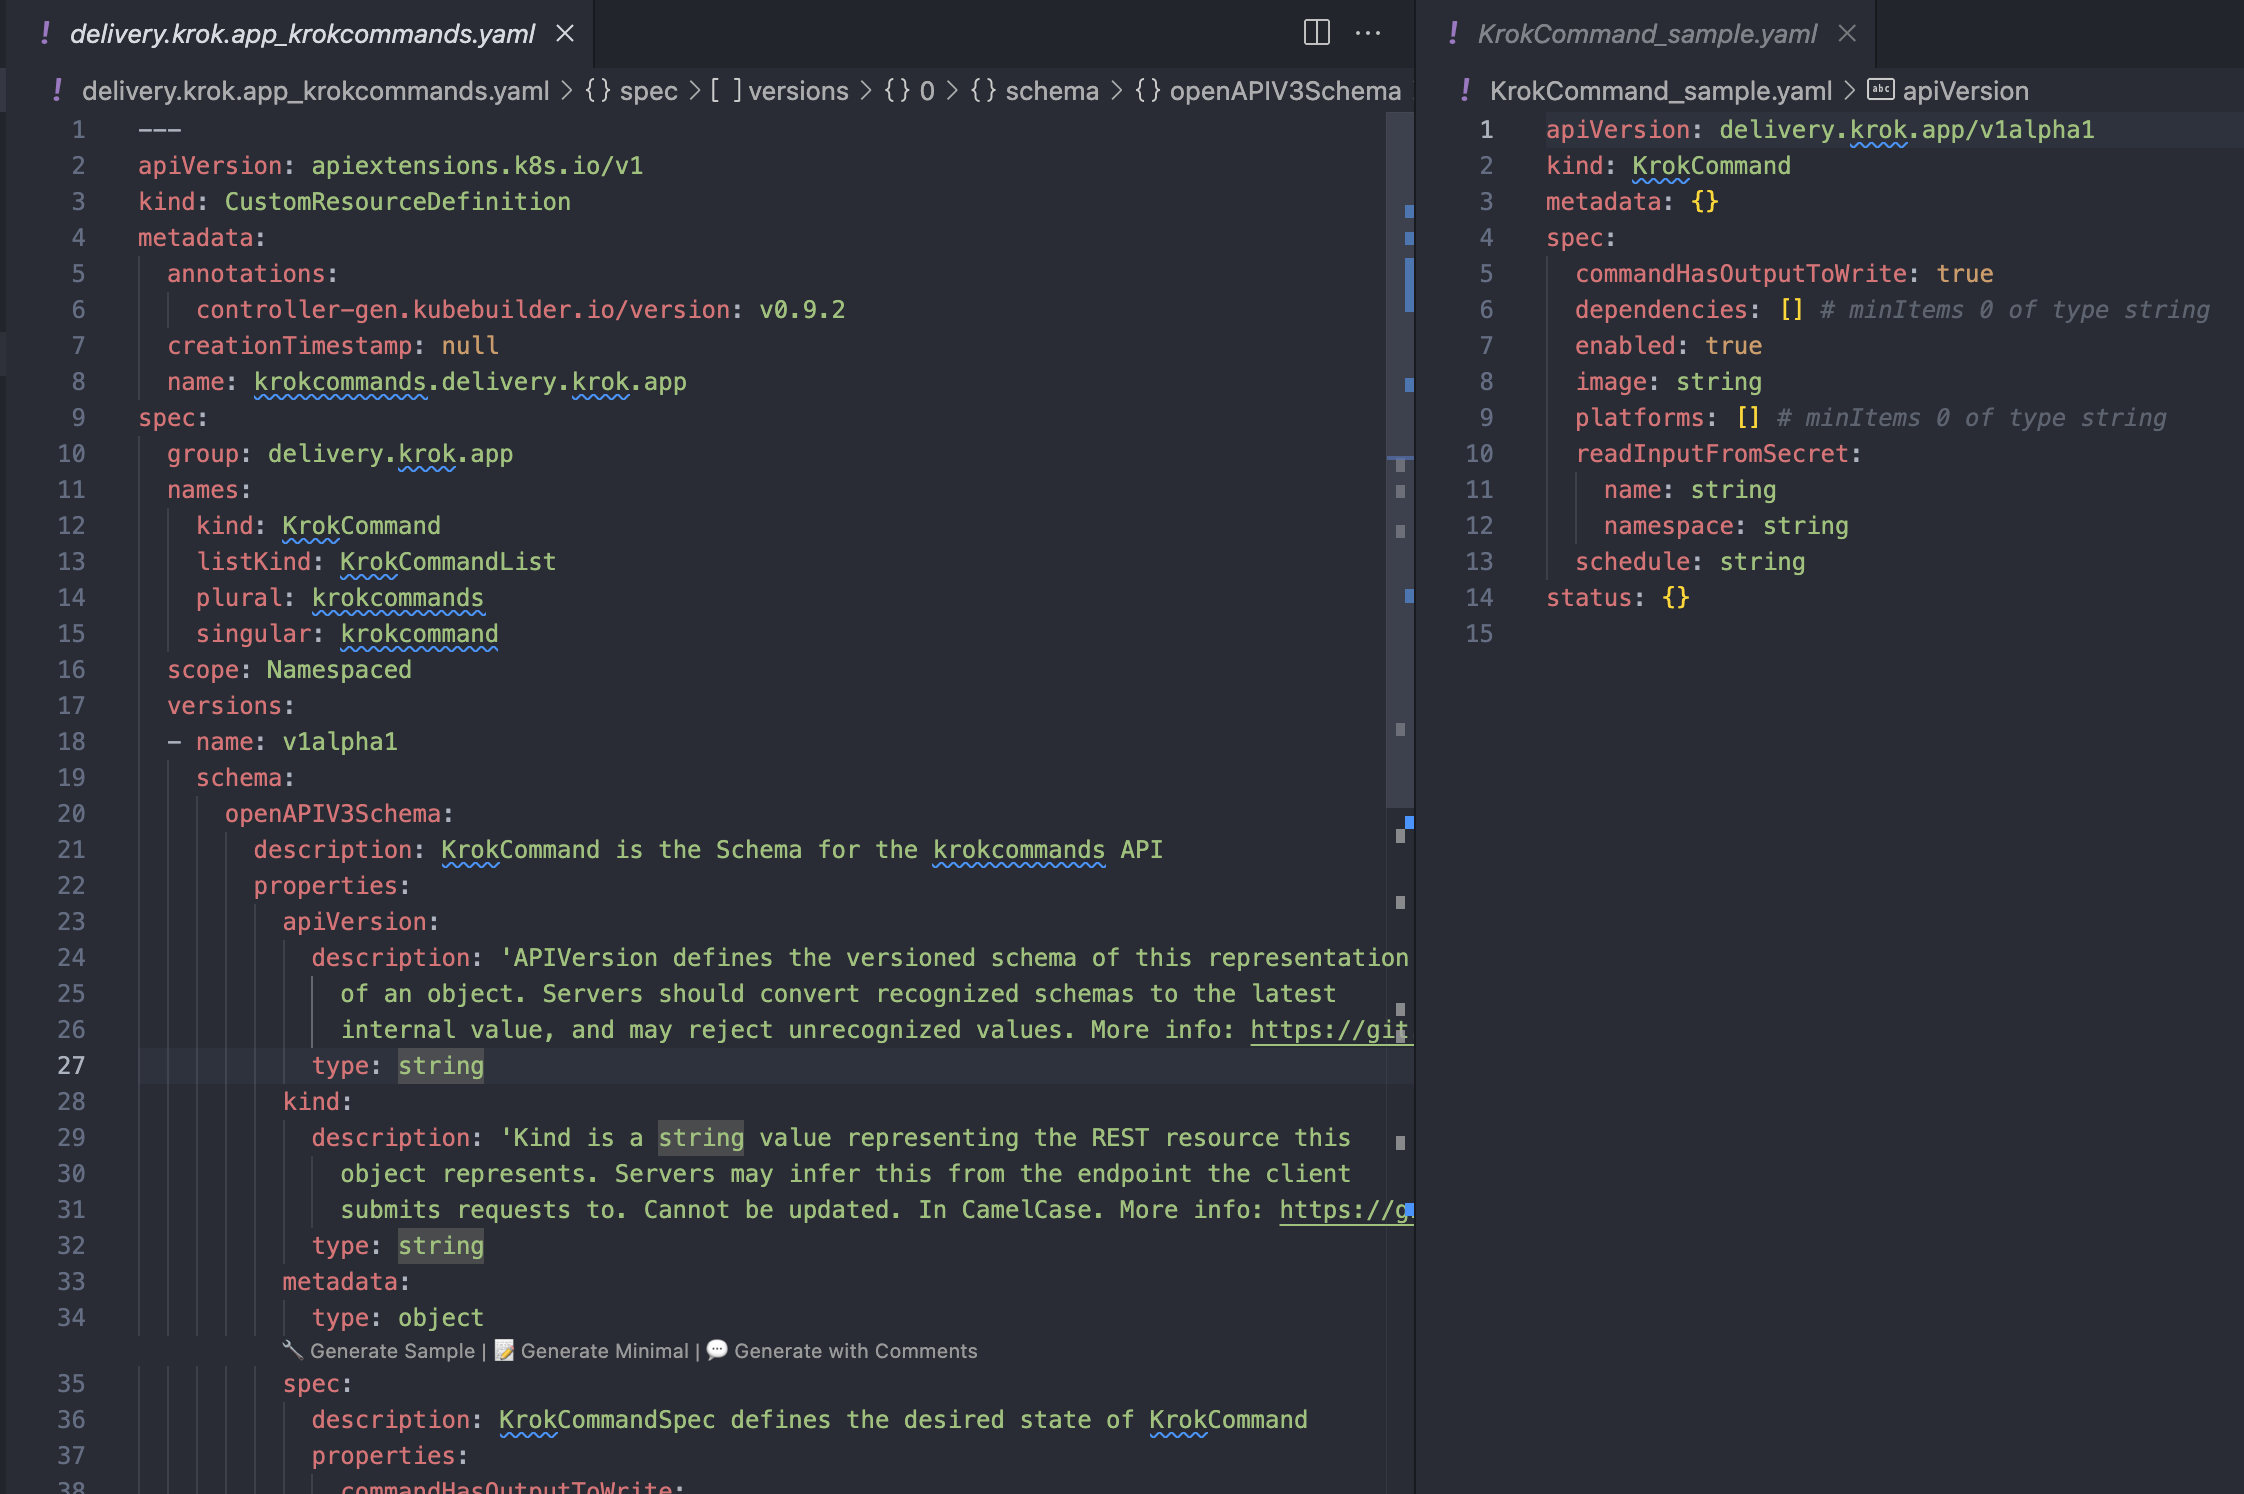 ! delivery.krok.app_krokcommands.yaml
! delivery.krok.app_krokcommands.yaml > {} spec > [ ] versions > {} 0 > {} schema > {} openAPIV3Schema
1 ---
2 apiVersion: apiextensions.k8s.io/v1
3 kind: CustomResourceDefinition
4 metadata:
5 annotations:
6 controller-gen.kubebuilder.io/version: v0.9.2
7 creationTimestamp: null
8 name: krokcommands.delivery.krok.app
9 spec:
10 group: delivery.krok.app
11 names:
12 kind: KrokCommand
13 listKind: KrokCommandList
14 plural: krokcommands
15 singular: krokcommand
16 scope: Namespaced
17 versions:
18 - name: v1alpha1
19 schema:
20 openAPIV3Schema:
21 description: KrokCommand is the Schema for the krokcommands API
22 properties:
23 apiVersion:
24 description: 'APIVersion defines the versioned schema of this representation
25 of an object. Servers should convert recognized schemas to the latest
26 internal value, and may reject unrecognized values. More info: https://git
27 type: string
28 kind:
29 description: 'Kind is a string value representing the REST resource this
30 object represents. Servers may infer this from the endpoint the client
31 submits requests to. Cannot be updated. In CamelCase. More info: https://g
32 type: string
33 metadata:
34 type: object
Generate Sample | Generate Minimal | Generate with Comments
35 spec:
36 description: KrokCommandSpec defines the desired state of KrokCommand
37 properties:
38 commandHasOutputToWrite:
! KrokCommand_sample.yaml
! KrokCommand_sample.yaml > abc apiVersion
1 apiVersion: delivery.krok.app/v1alpha1
2 kind: KrokCommand
3 metadata: {}
4 spec:
5 commandHasOutputToWrite: true
6 dependencies: [] # minItems 0 of type string
7 enabled: true
8 image: string
9 platforms: [] # minItems 0 of type string
10 readInputFromSecret:
11 name: string
12 namespace: string
13 schedule: string
14 status: {}
15